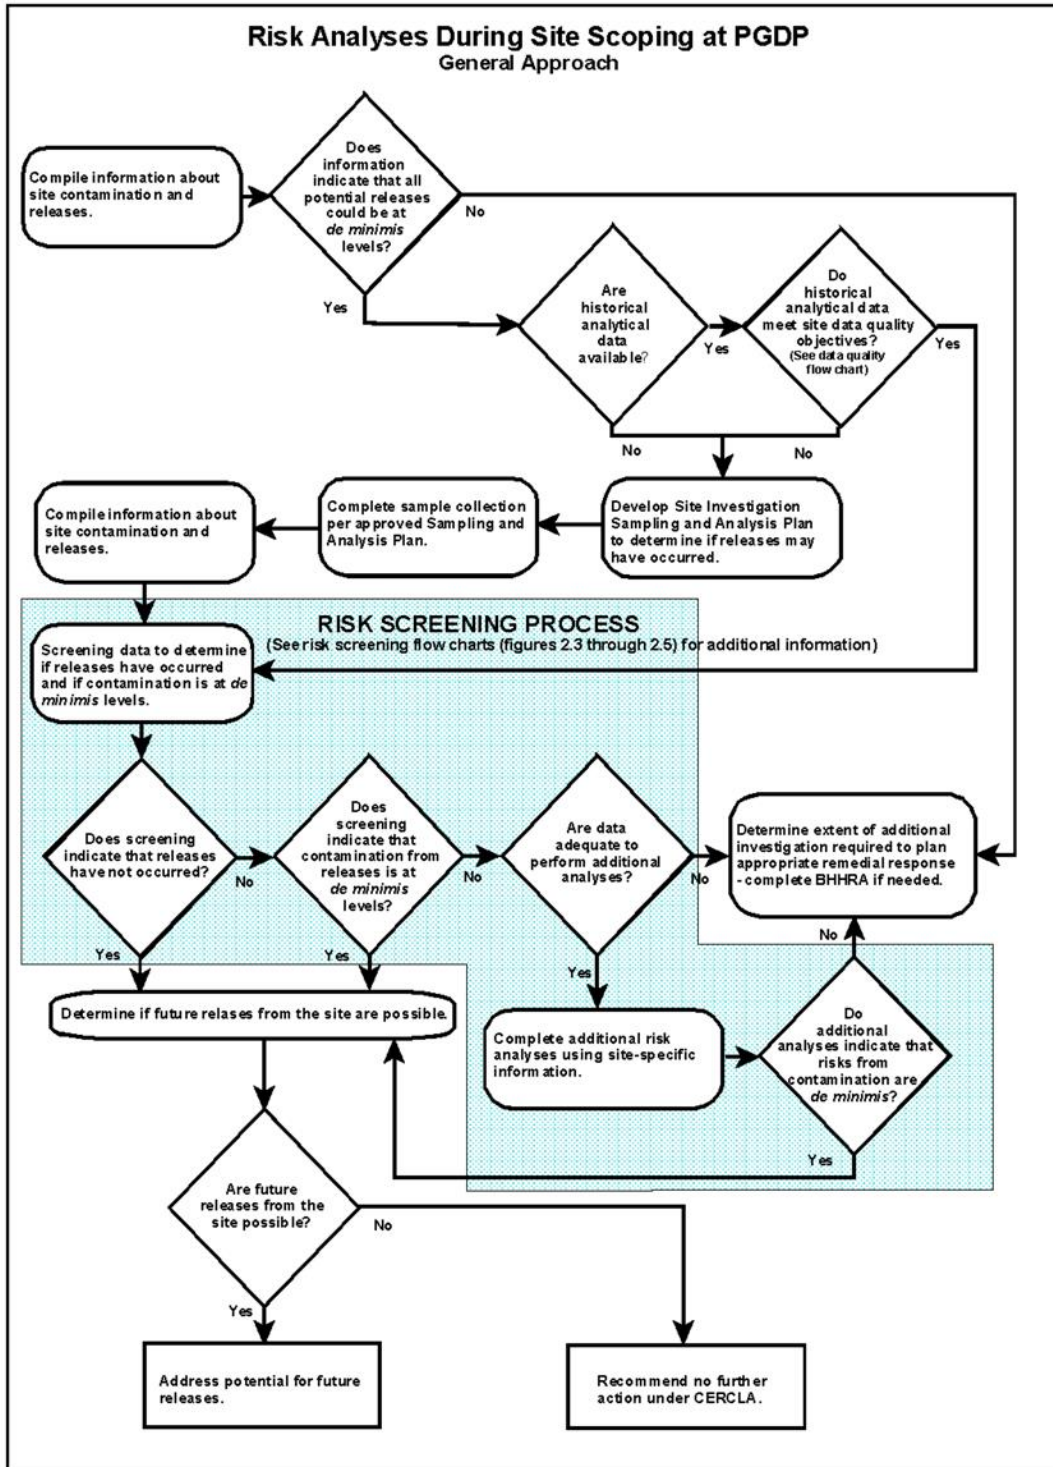 Risk Analyses During Site Scoping at PGDP
General Approach
Compile information about
site contamination and
releases.
Does
information
indicate that all
potential releases
could be at
de minimis
levels?
No
Yes
Are
historical
analytical
data
available?
Yes
Do
historical
analytical data
meet site data quality
objectives?
(See data quality
flow chart)
Yes
No
No
Develop Site Investigation
Sampling and Analysis Plan
to determine if releases may
have occurred.
Complete sample collection
per approved Sampling and
Analysis Plan.
Compile information about
site contamination and
releases.
RISK SCREENING PROCESS
(See risk screening flow charts (figures 2.3 through 2.5) for additional information)
Screening data to determine
if releases have occurred
and if contamination is at de
minimis levels.
Does screening
indicate that releases
have not occurred?
No
Yes
Does
screening
indicate that
contamination from
releases is at
de minimis
levels?
No
Yes
Are data
adequate to
perform additional
analyses?
No
Yes
Determine extent of additional
investigation required to plan
appropriate remedial response
- complete BHHRA if needed.
No
Determine if future relases from the site are possible.
Complete additional risk
analyses using site-specific
information.
Do
additional
analyses indicate that
risks from
contamination are
de minimis?
Yes
Are future
releases from the
site possible?
No
Yes
Address potential for future
releases.
Recommend no further
action under CERCLA.